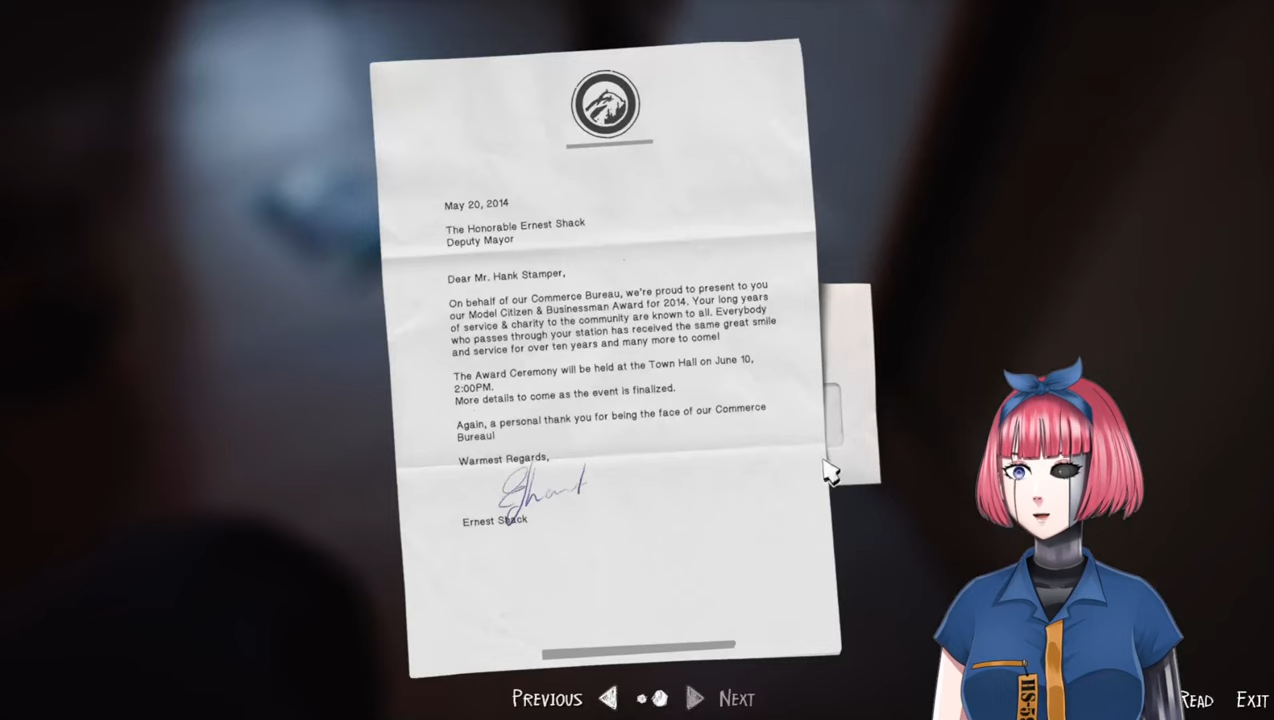 May 20, 2014
The Honorable Ernest Shack
Deputy Mayor
Dear Mr. Hank Stamper,
On behalf of our Commerce Bureau, we're proud to present to you
our Model Citizen & Businessman Award for 2014. Your long years
of service & charity to the community are known to all. Everybody
who passes through your station has received the same great smile
and service for over ten years and many more to come!
The Award Ceremony will be held at the Town Hall on June 10,
2:00PM.
More details to come as the event is finalized.
Again, a personal thank you for being the face of our Commerce
Bureau!
Warmest Regards,
Ernest Shack
PREVIOUS
NEXT
READ
EXIT